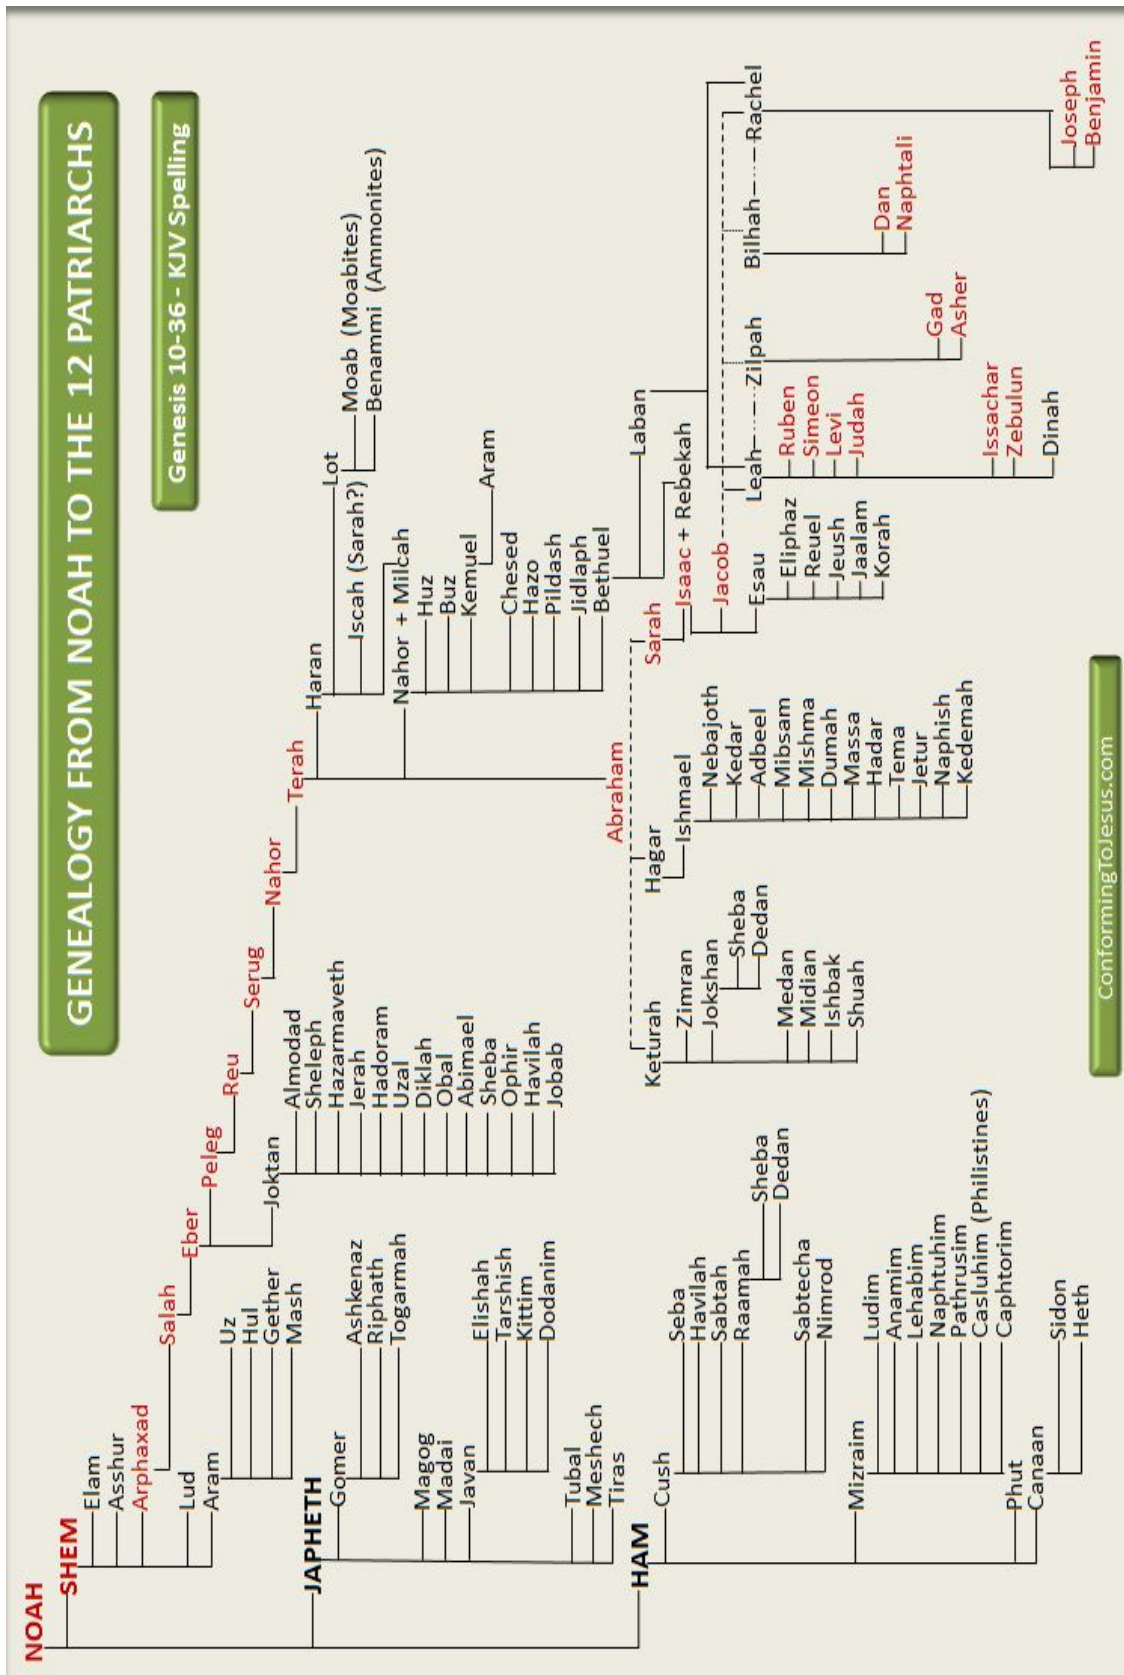 GENEALOGY FROM NOAH TO THE 12 PATRIARCHS
Genesis 10-36 - KJV Spelling
NOAH
SHEM
Elam
Asshur
Arphaxad
Salah
Eber
Peleg
Reu
Serug
Nahor
Terah
Joktan
Almodad
Sheleph
Hazarmaveth
Jerah
Hadoram
Uzal
Diklah
Obal
Abimael
Sheba
Ophir
Havilah
Jobab
Lud
Aram
Uz
Hul
Gether
Mash
JAPHETH
Gomer
Ashkenaz
Riphath
Togarmah
Magog
Madai
Javan
Elishah
Tarshish
Kittim
Dodanim
Tubal
Meshech
Tiras
HAM
Cush
Seba
Havilah
Sabtah
Raamah
Sheba
Dedan
Sabtecha
Nimrod
Mizraim
Ludim
Anamim
Lehabim
Naphtuhim
Pathrusim
Casluhim (Philistines)
Caphtorim
Phut
Canaan
Sidon
Heth
Haran
Lot
Moab (Moabites)
Benammi (Ammonites)
Iscah (Sarah?)
Nahor + Milcah
Huz
Buz
Kemuel
Aram
Chesed
Hazo
Pildash
Jidlaph
Bethuel
Laban
Abraham
Keturah
Zimran
Jokshan
Sheba
Dedan
Medan
Midian
Ishbak
Shuah
Hagar
Ishmael
Nebajoth
Kedar
Adbeel
Mibsam
Mishma
Dumah
Massa
Hadar
Tema
Jetur
Naphish
Kedemah
Sarah
Isaac + Rebekah
Jacob
Esau
Eliphaz
Reuel
Jeush
Jaalam
Korah
Leah
Zilpah
Bilhah
Rachel
Ruben
Simeon
Levi
Judah
Dan
Naphtali
Gad
Asher
Issachar
Zebulun
Dinah
Joseph
Benjamin
ConformingToJesus.com